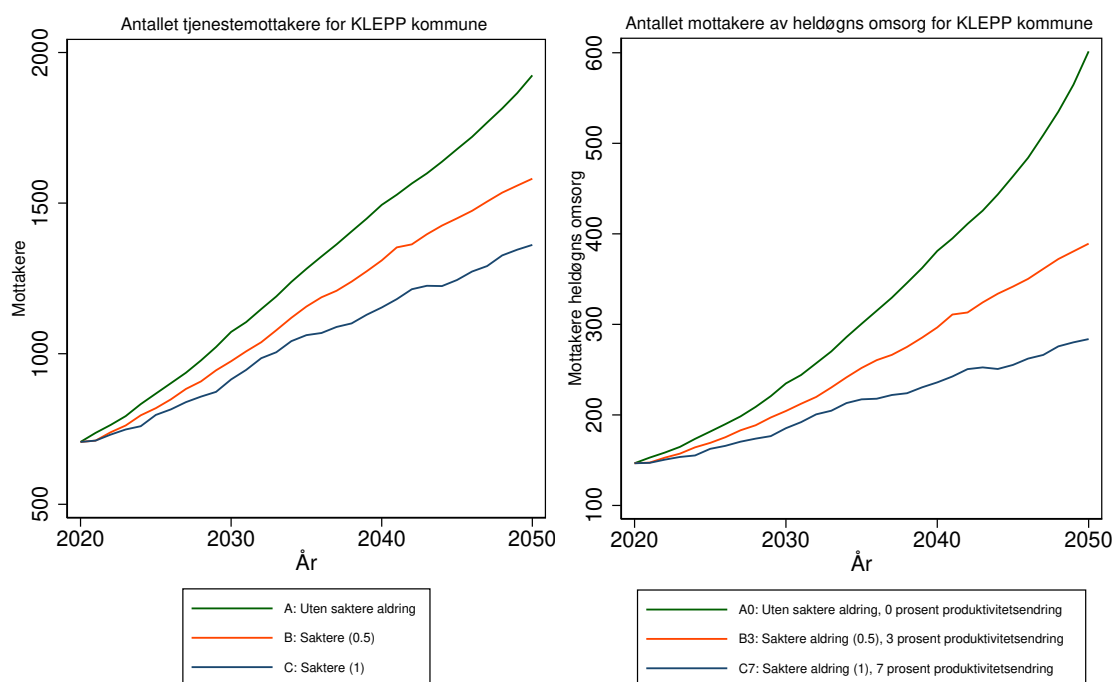 Antallet tjenestemottakere for KLEPP kommune
Mottakere
2000
1500
1000
500
2020 2030 2040 2050
År
A: Uten saktere aldring
B: Saktere (0.5)
C: Saktere (1)
Antallet mottakere av heldøgns omsorg for KLEPP kommune
Mottakere heldøgns omsorg
600
500
400
300
200
100
2020 2030 2040 2050
År
A0: Uten saktere aldring, 0 prosent produktivitetsendring
B3: Saktere aldring (0.5), 3 prosent produktivitetsendring
C7: Saktere aldring (1), 7 prosent produktivitetsendring